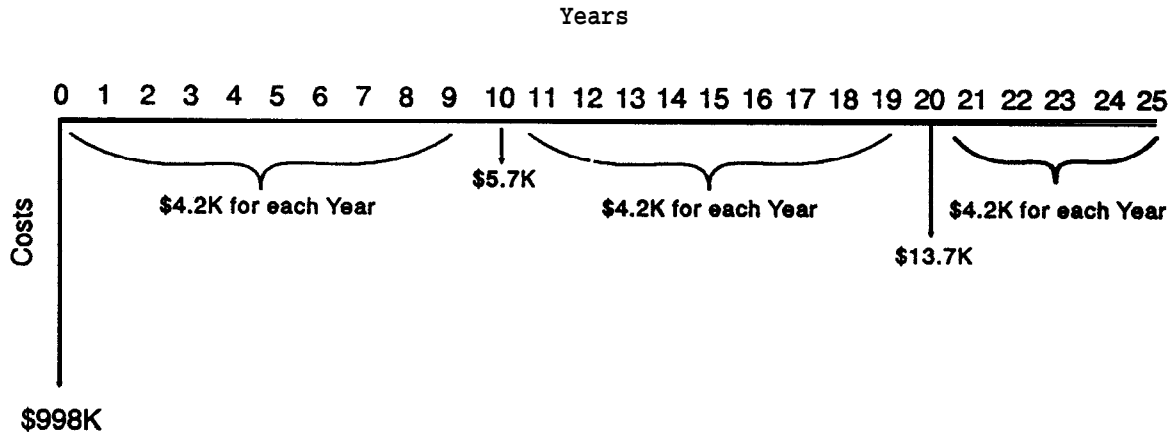 Years
0 1 2 3 4 5 6 7 8 9 10 11 12 13 14 15 16 17 18 19 20 21 22 23 24 25
$5.7K
$4.2K for each Year $4.2K for each Year $4.2K for each Year
Costs
$13.7K
$998K